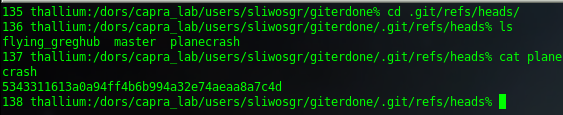 135 thallium:/dors/capra_lab/users/sliwosgr/giterdone% cd .git/refs/heads/
136 thallium:/dors/capra_lab/users/sliwosgr/giterdone/.git/refs/heads% ls
flying_greghub  master  planecrash
137 thallium:/dors/capra_lab/users/sliwosgr/giterdone/.git/refs/heads% cat plane
crash
5343311613a0a94ff4b6b994a32e74aeaa8a7c4d
138 thallium:/dors/capra_lab/users/sliwosgr/giterdone/.git/refs/heads%